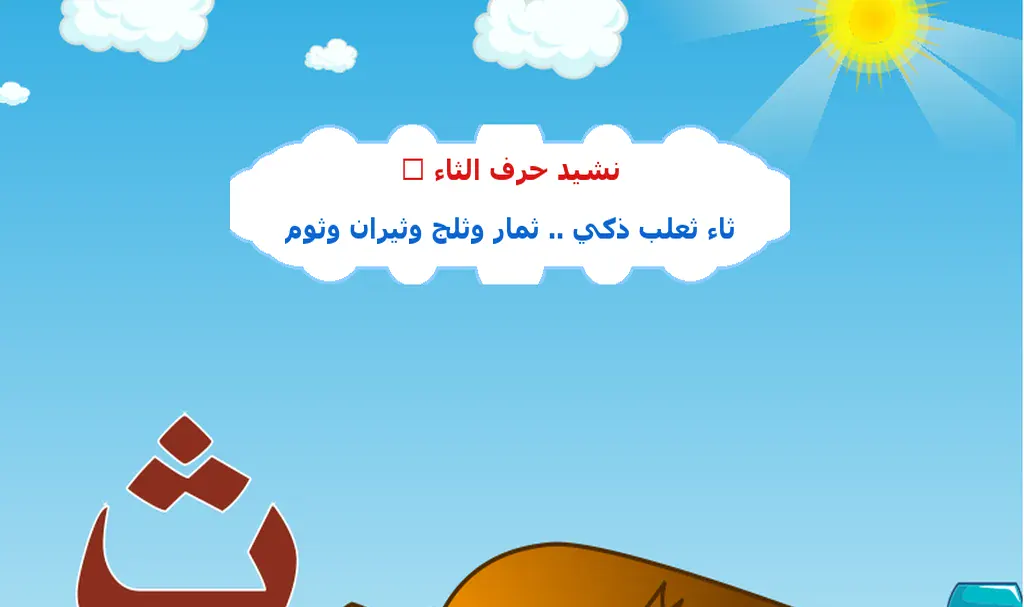 نشيد حرف الثاء □
ثاء ثعلب ذكي .. ثمار وثلج وثيران وثوم
ث